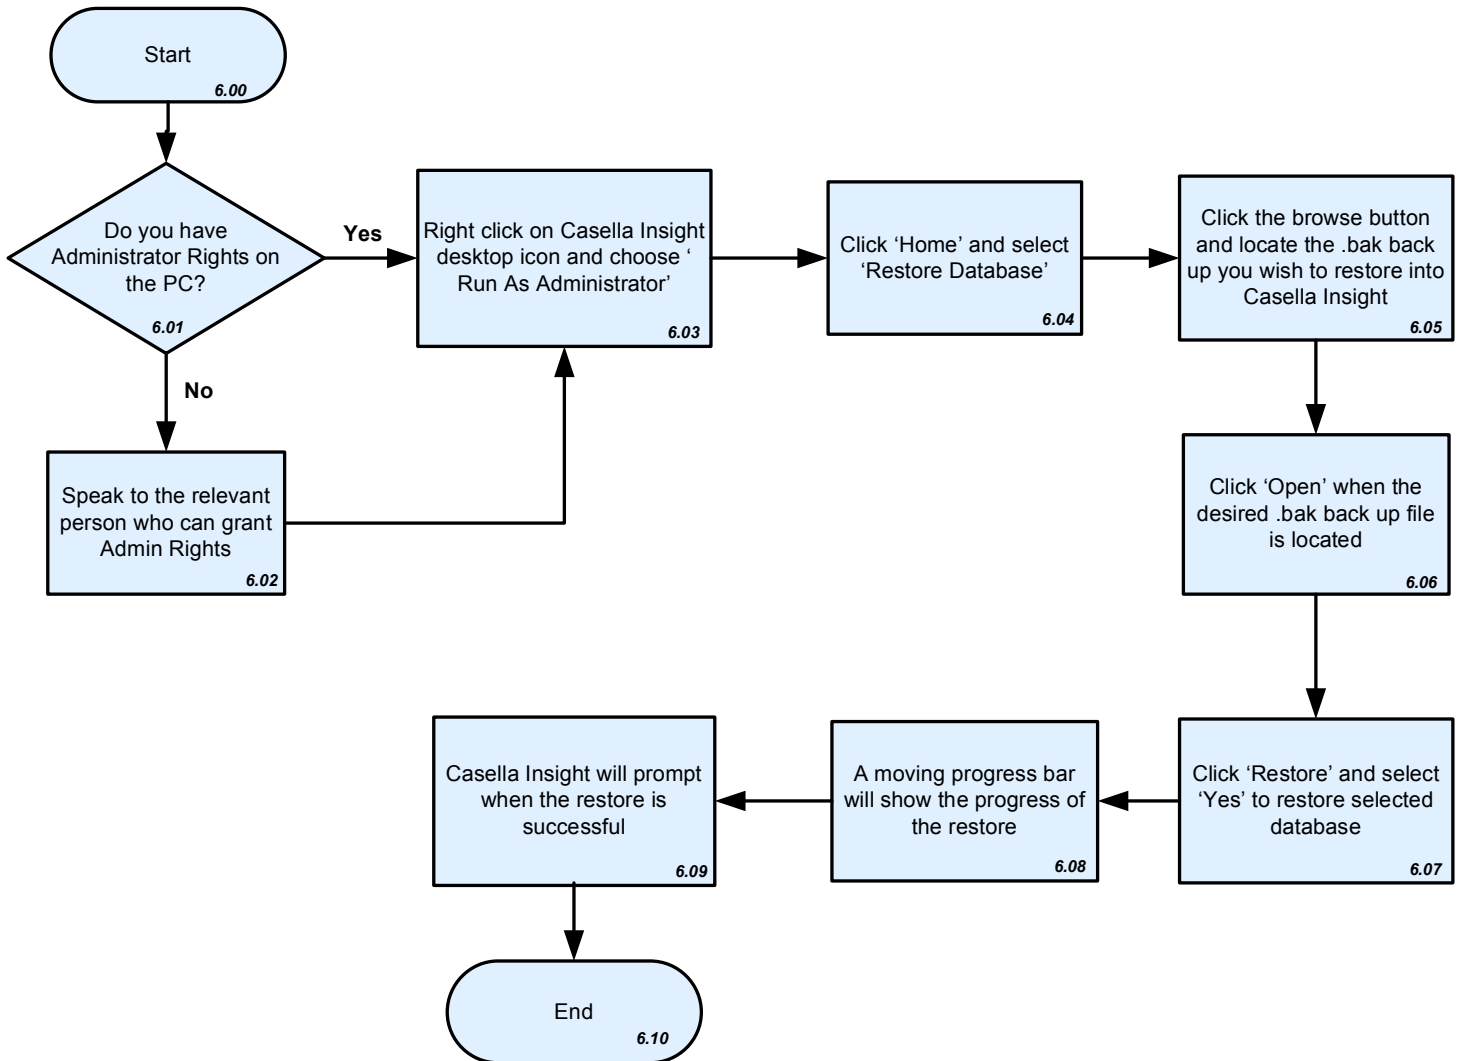 Start
6.00
Do you have
Administrator Rights on
the PC?
6.01
Yes
No
Speak to the relevant
person who can grant
Admin Rights
6.02
Right click on Casella Insight
desktop icon and choose ‘
Run As Administrator’
6.03
Click ‘Home’ and select
‘Restore Database’
6.04
Click the browse button
and locate the .bak back
up you wish to restore into
Casella Insight
6.05
Click ‘Open’ when the
desired .bak back up file
is located
6.06
Click ‘Restore’ and select
‘Yes’ to restore selected
database
6.07
A moving progress bar
will show the progress of
the restore
6.08
Casella Insight will prompt
when the restore is
successful
6.09
End
6.10